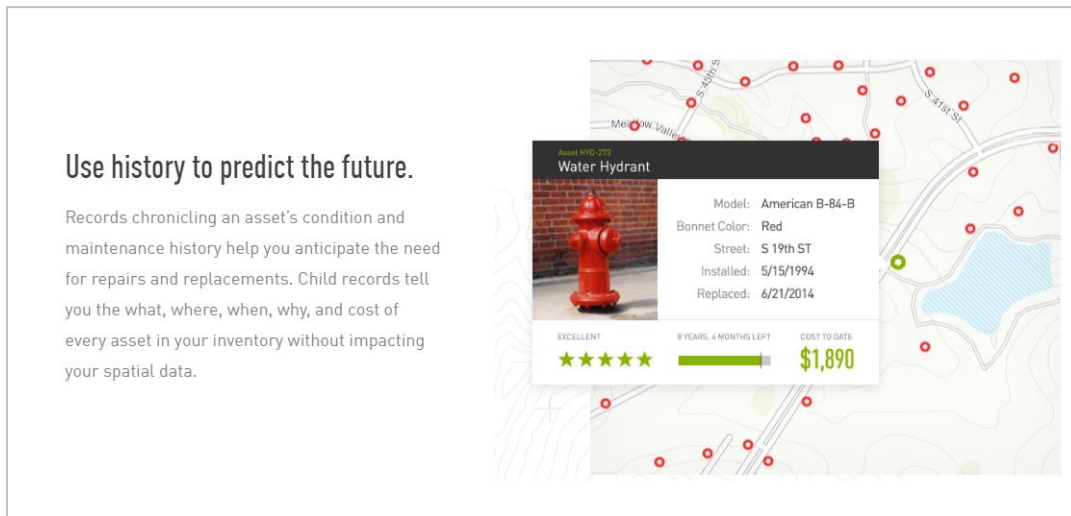 Use history to predict the future.
Records chronicling an asset's condition and
maintenance history help you anticipate the need
for repairs and replacements. Child records tell
you the what, where, when, why, and cost of
every asset in your inventory without impacting
your spatial data.
S 45th S
S 41st St
Meadow Valley
Asset HYD-273
Water Hydrant
Model: American B-84-B
Bonnet Color: Red
Street: S 19th ST
Installed: 5/15/1994
Replaced: 6/21/2014
EXCELLENT
8 YEARS, 4 MONTHS LEFT
COST TO DATE
$1,890